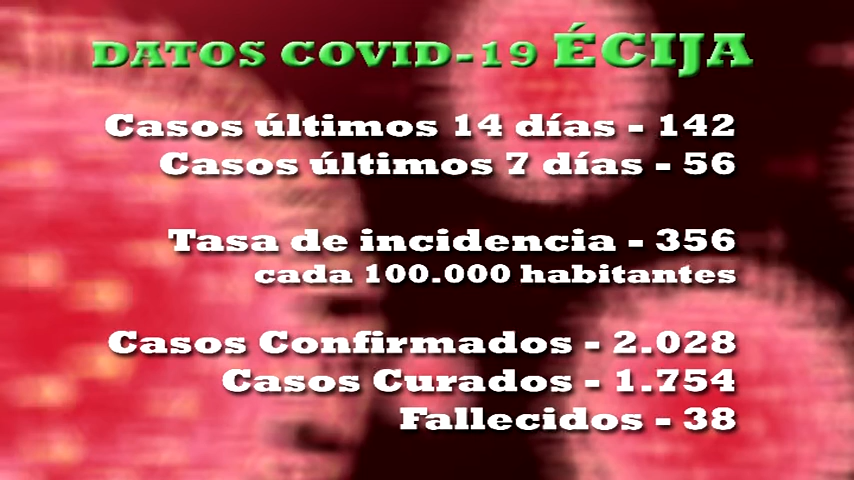 DATOS COVID-19 ÉCIJA
Casos últimos 14 días - 142
Casos últimos 7 días - 56
Tasa de incidencia - 356
cada 100.000 habitantes
Casos Confirmados - 2.028
Casos Curados - 1.754
Fallecidos - 38